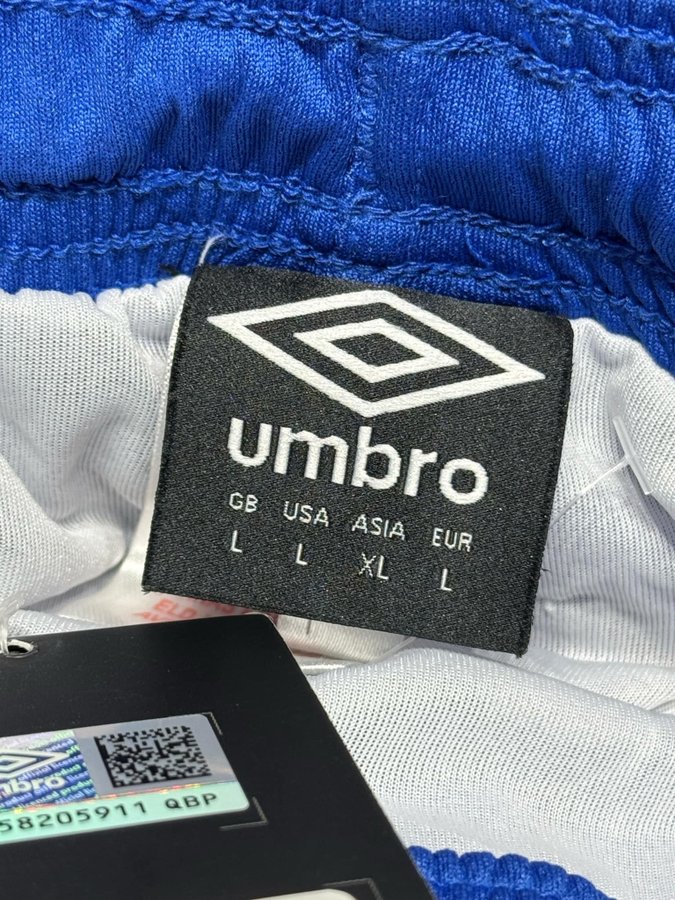 umbro
GB USA ASIA EUR
L L XL L
umbro
58205911 QBP